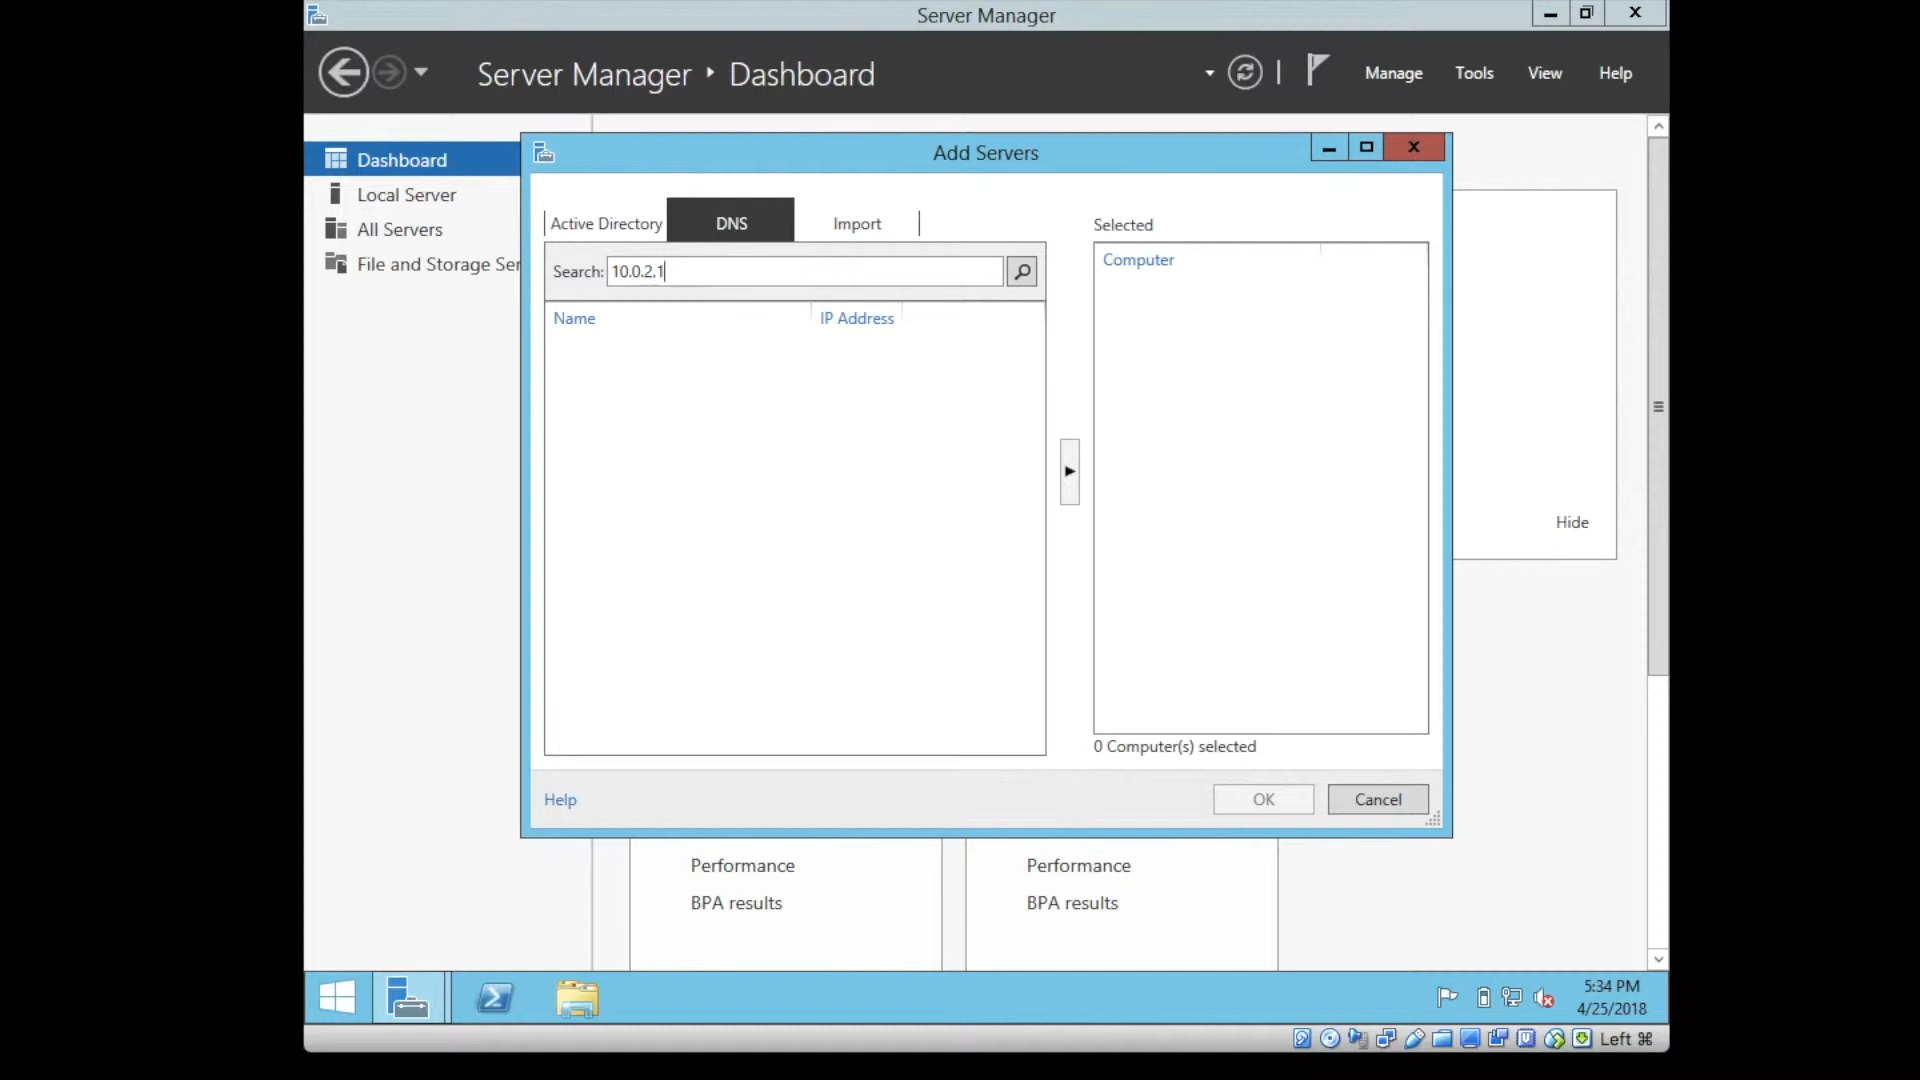 Server Manager
Server Manager ‣ Dashboard
Manage Tools View Help
Dashboard
Local Server
All Servers
File and Storage Ser
Add Servers
Active Directory DNS Import
Search: 10.0.2.1
Name IP Address
Selected
Computer
0 Computer(s) selected
Help OK Cancel
Hide
Performance
BPA results
Performance
BPA results
5:34 PM
4/25/2018
Left ⌘